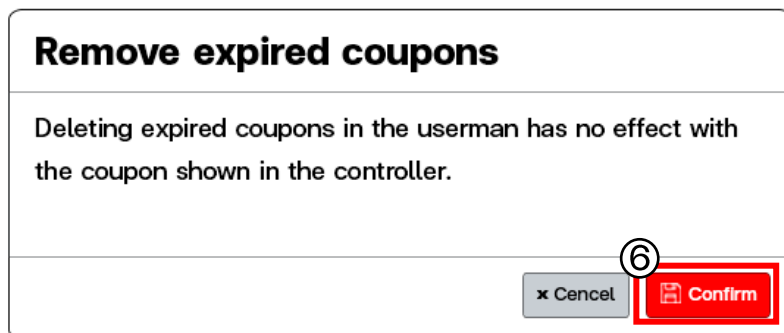 Remove expired coupons
Deleting expired coupons in the userman has no effect with
the coupon shown in the controller.
⑥
× Cencel
Confirm